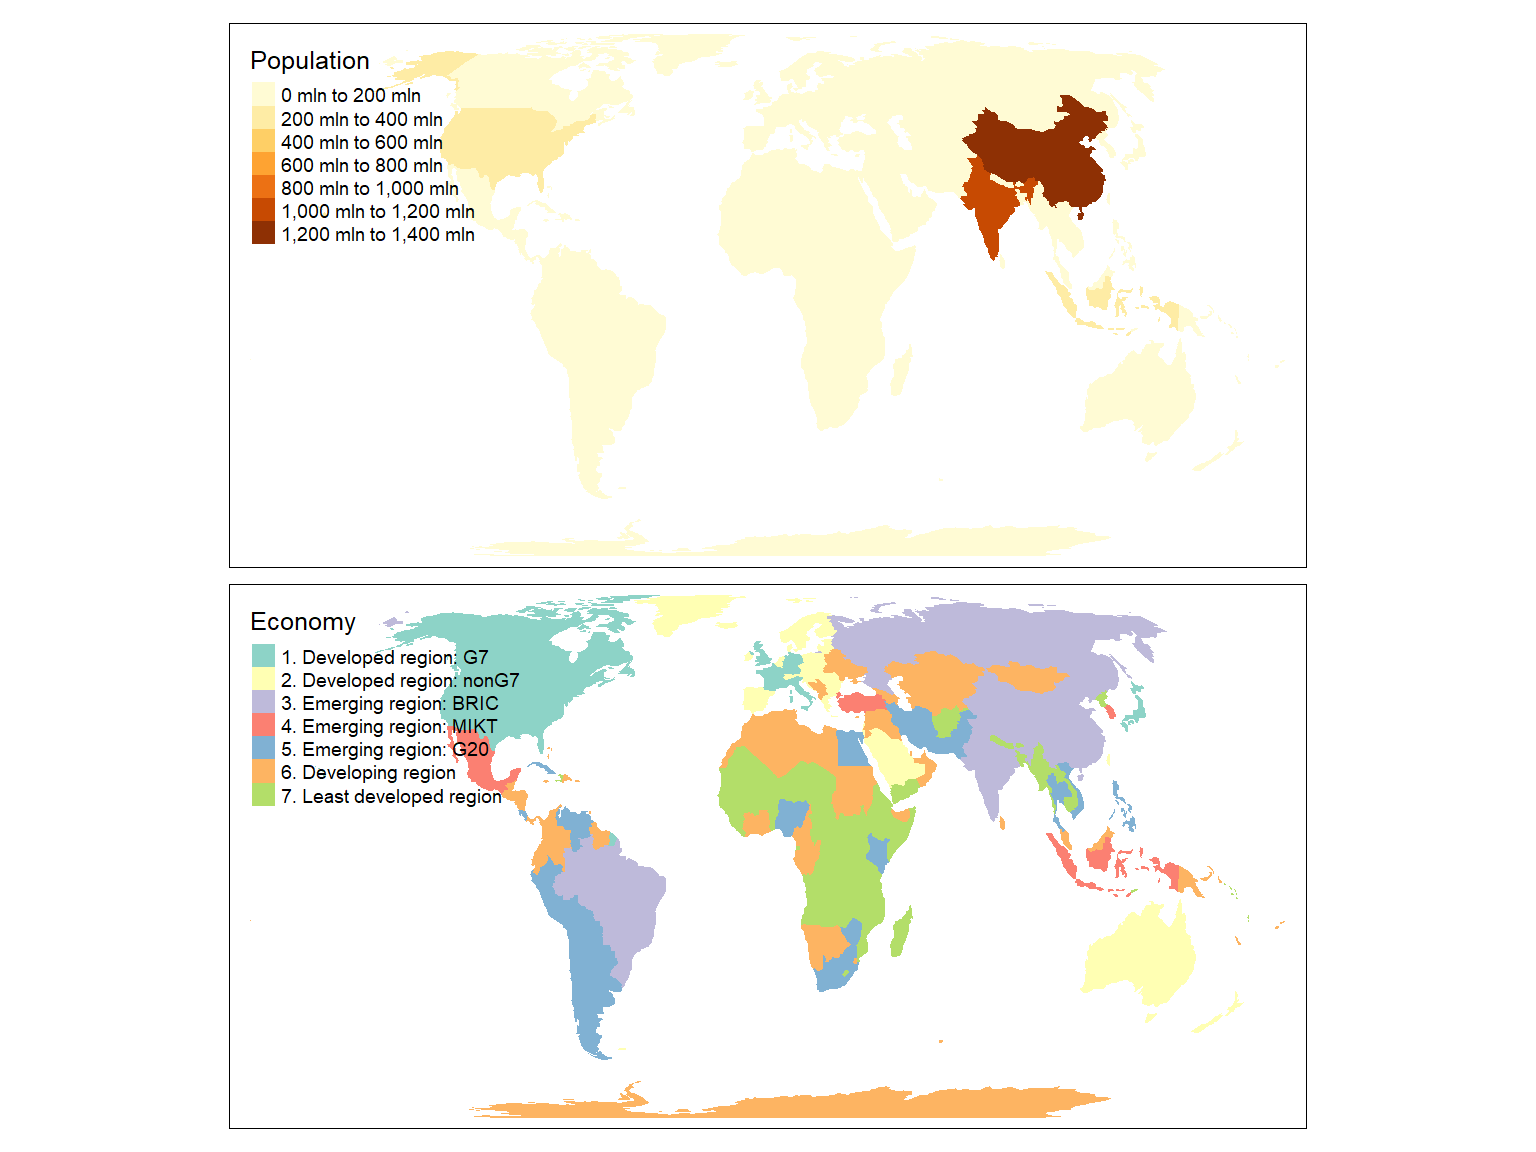 Population
0 mln to 200 mln
200 mln to 400 mln
400 mln to 600 mln
600 mln to 800 mln
800 mln to 1,000 mln
1,000 mln to 1,200 mln
1,200 mln to 1,400 mln
Economy
1. Developed region: G7
2. Developed region: nonG7
3. Emerging region: BRIC
4. Emerging region: MIKT
5. Emerging region: G20
6. Developing region
7. Least developed region